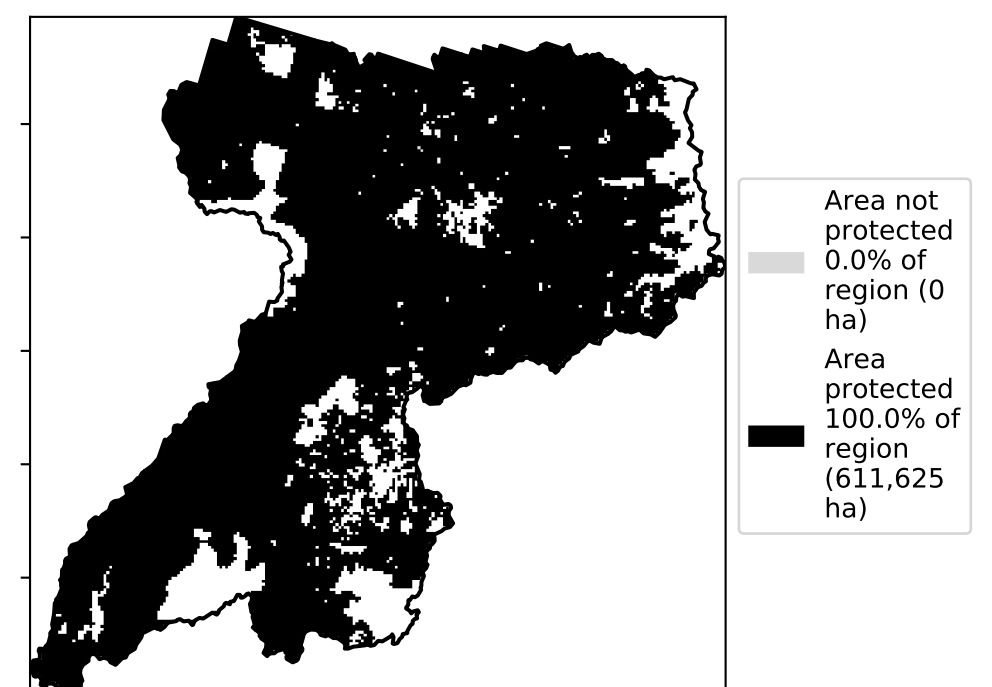 Area not
protected
0.0% of
region (0
ha)
Area
protected
100.0% of
region
(611,625
ha)